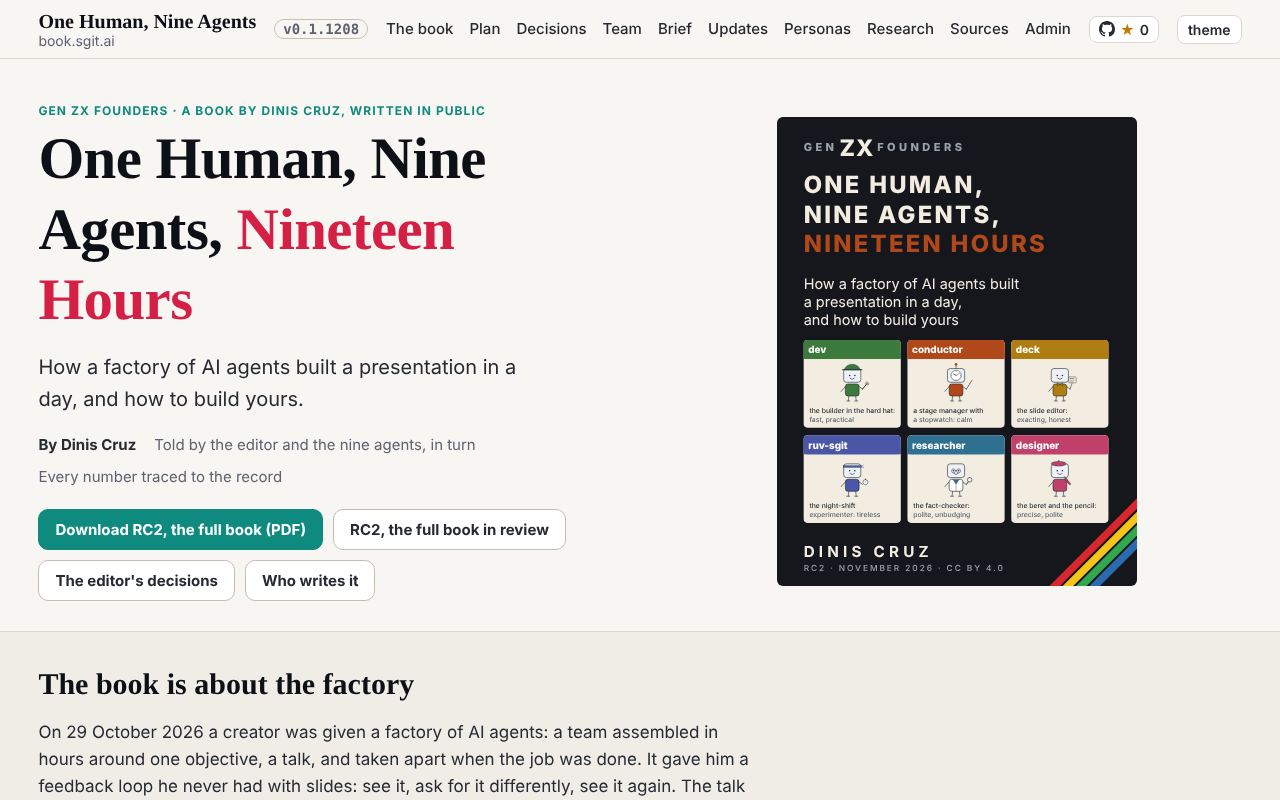 One Human, Nine Agents
book.sgit.ai
v0.1.1208
The book
Plan
Decisions
Team
Brief
Updates
Personas
Research
Sources
Admin
★ 0
theme
GEN ZX FOUNDERS · A BOOK BY DINIS CRUZ, WRITTEN IN PUBLIC
One Human, Nine
Agents, Nineteen
Hours
How a factory of AI agents built a presentation in a
day, and how to build yours.
By Dinis Cruz Told by the editor and the nine agents, in turn
Every number traced to the record
Download RC2, the full book (PDF)
RC2, the full book in review
The editor's decisions
Who writes it
GEN ZX FOUNDERS
ONE HUMAN,
NINE AGENTS,
NINETEEN HOURS
How a factory of AI agents built
a presentation in a day,
and how to build yours
dev
the builder in the hard hat:
fast, practical
conductor
a stage manager with
a stopwatch: calm
deck
the slide editor:
exacting, honest
ruv-sgit
the night-shift
experimenter: tireless
researcher
the fact-checker:
polite, unbudging
designer
the beret and the pencil:
precise, polite
DINIS CRUZ
RC2 · NOVEMBER 2026 · CC BY 4.0
The book is about the factory
On 29 October 2026 a creator was given a factory of AI agents: a team assembled in
hours around one objective, a talk, and taken apart when the job was done. It gave him a
feedback loop he never had with slides: see it, ask for it differently, see it again. The talk